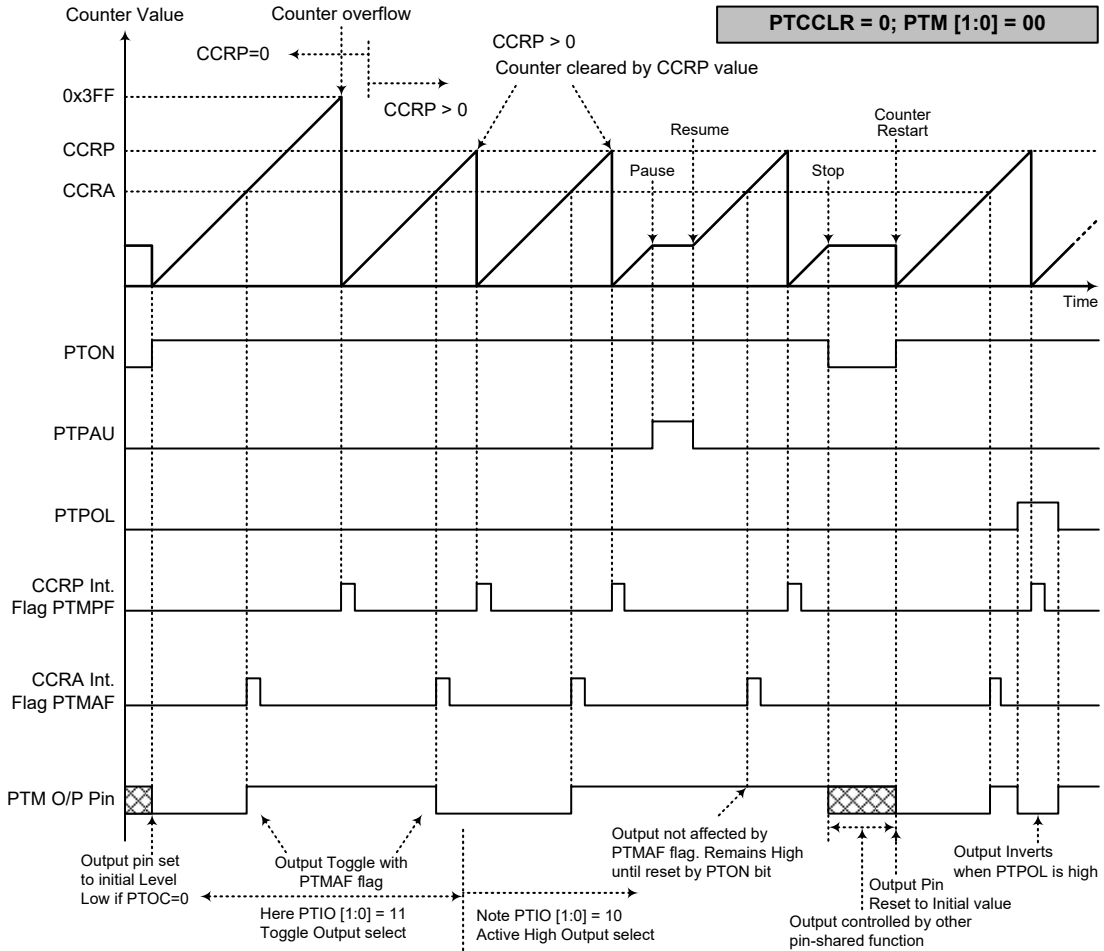 Counter Value
Counter overflow
PTCCLR = 0; PTM [1:0] = 00
CCRP=0
CCRP > 0
CCRP > 0
Counter cleared by CCRP value
0x3FF
CCRP
CCRA
Pause
Resume
Stop
Counter
Restart
Time
PTON
PTPAU
PTPOL
CCRP Int.
Flag PTMPF
CCRA Int.
Flag PTMAF
PTM O/P Pin
Output pin set
to initial Level
Low if PTOC=0
Output Toggle with
PTMAF flag
Here PTIO [1:0] = 11
Toggle Output select
Note PTIO [1:0] = 10
Active High Output select
Output not affected by
PTMAF flag. Remains High
until reset by PTON bit
Output Pin
Reset to Initial value
Output controlled by other
pin-shared function
Output Inverts
when PTPOL is high